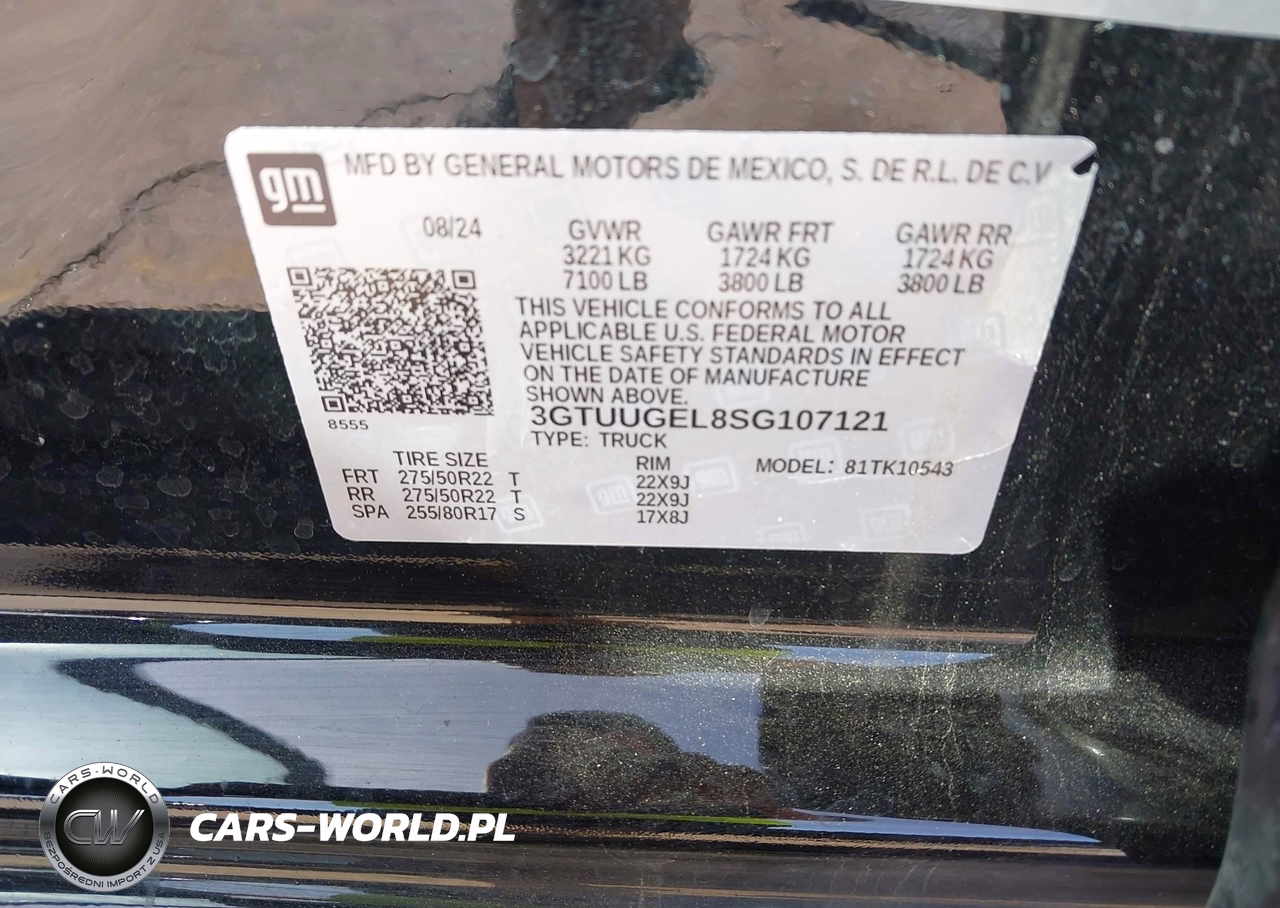 gm
MFD BY GENERAL MOTORS DE MEXICO, S. DE R.L. DE C.V
08/24
GVWR GAWR FRT GAWR RR
3221 KG 1724 KG 1724 KG
7100 LB 3800 LB 3800 LB
THIS VEHICLE CONFORMS TO ALL
APPLICABLE U.S. FEDERAL MOTOR
VEHICLE SAFETY STANDARDS IN EFFECT
ON THE DATE OF MANUFACTURE
SHOWN ABOVE.
3GTUUGEL8SG107121
8555
TYPE: TRUCK
TIRE SIZE RIM MODEL: 81TK10543
FRT 275/50R22 T 22X9J
RR 275/50R22 T 22X9J
SPA 255/80R17 S 17X8J
CARS-WORLD
CW
BEZPOŚREDNI IMPORT Z USA
CARS-WORLD.PL